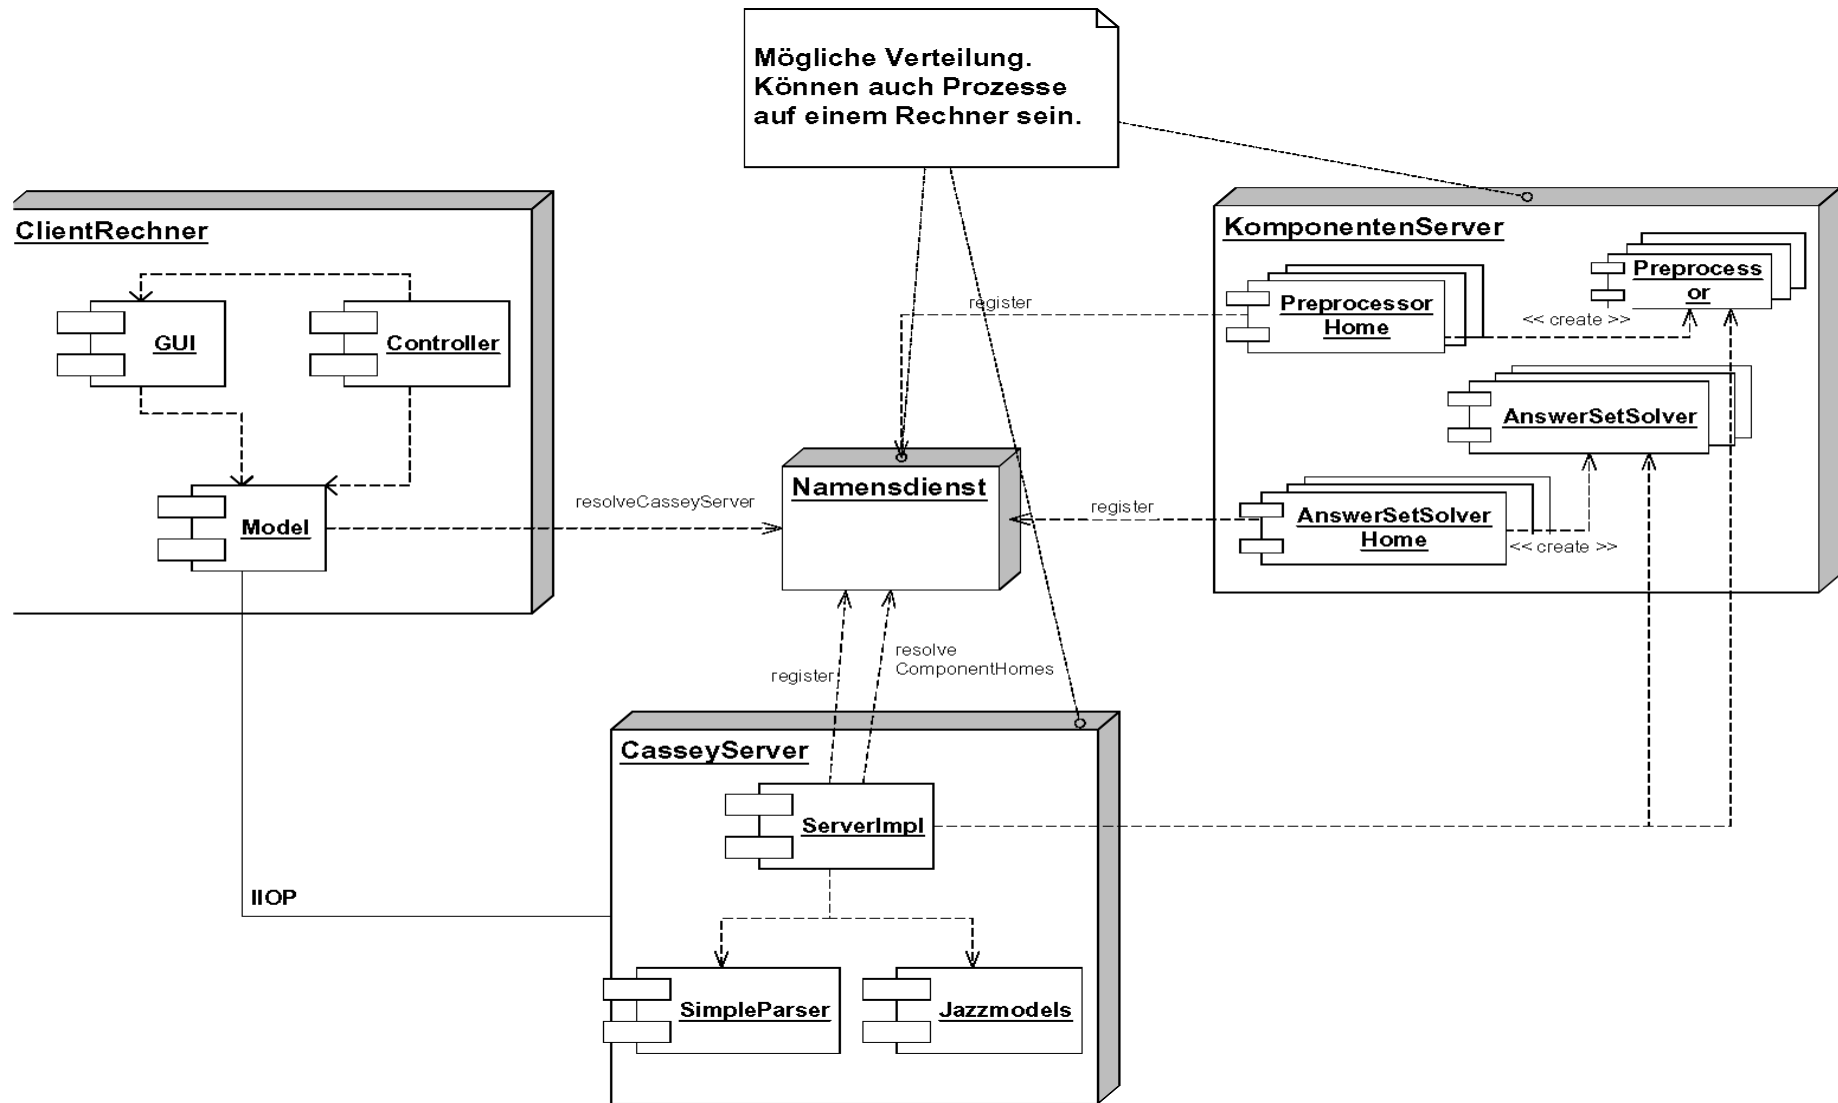 Mögliche Verteilung.
Können auch Prozesse
auf einem Rechner sein.
ClientRechner
GUI
Controller
Model
resolveCasseyServer
IIOP
Namensdienst
register
register
register
resolve
ComponentHomes
KomponentenServer
Preprocessor
Home
<< create >>
Preprocess
or
AnswerSetSolver
AnswerSetSolver
Home
<< create >>
CasseyServer
ServerImpl
SimpleParser
Jazzmodels